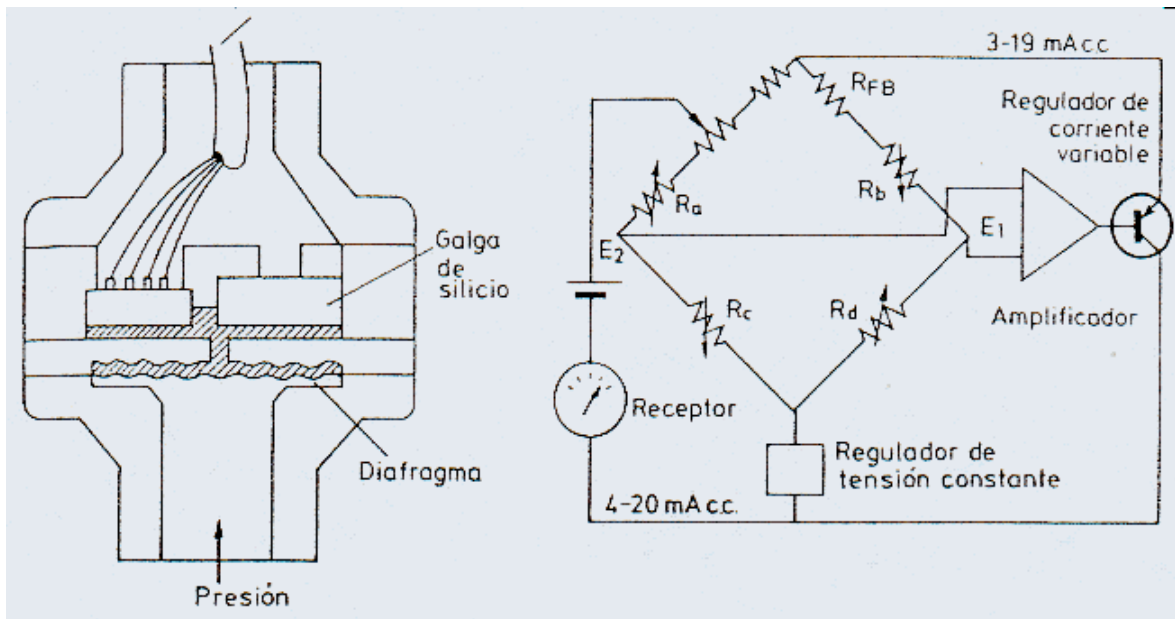 Galga
de
silicio
Diafragma
Presión
3-19 mA c.c
RFB
Regulador de
corriente
variable
Ra
Rb
E2
E1
Rc
Rd
Amplificador
Receptor
Regulador de
tensión constante
4-20 mA c.c.